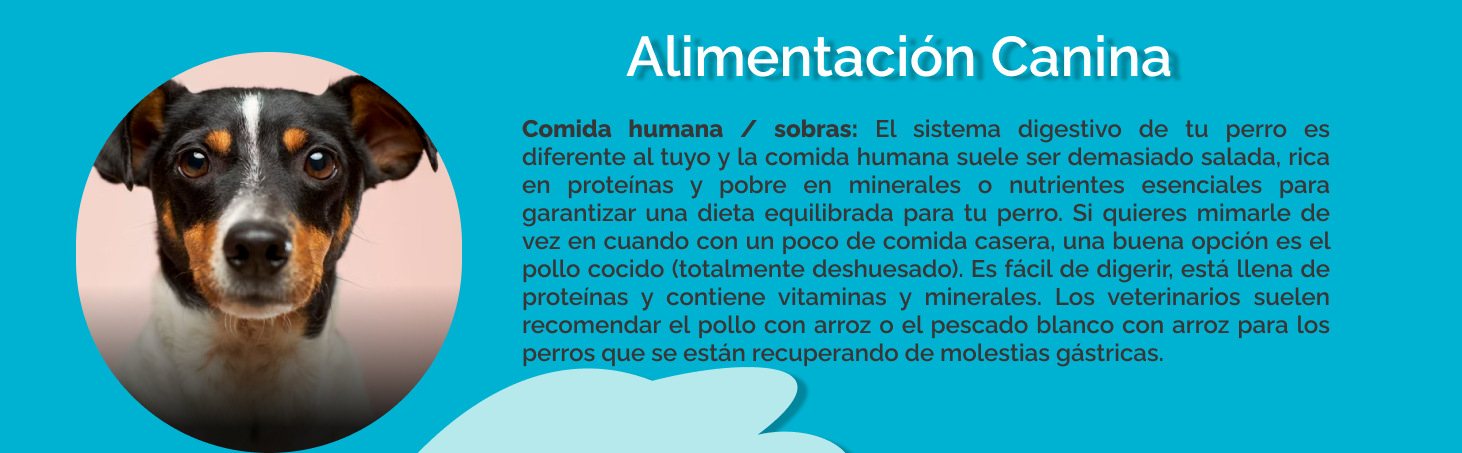 Alimentación Canina
Comida humana / sobras: El sistema digestivo de tu perro es
diferente al tuyo y la comida humana suele ser demasiado salada, rica
en proteínas y pobre en minerales o nutrientes esenciales para
garantizar una dieta equilibrada para tu perro. Si quieres mimarle de
vez en cuando con un poco de comida casera, una buena opción es el
pollo cocido (totalmente deshuesado). Es fácil de digerir, está llena de
proteínas y contiene vitaminas y minerales. Los veterinarios suelen
recomendar el pollo con arroz o el pescado blanco con arroz para los
perros que se están recuperando de molestias gástricas.